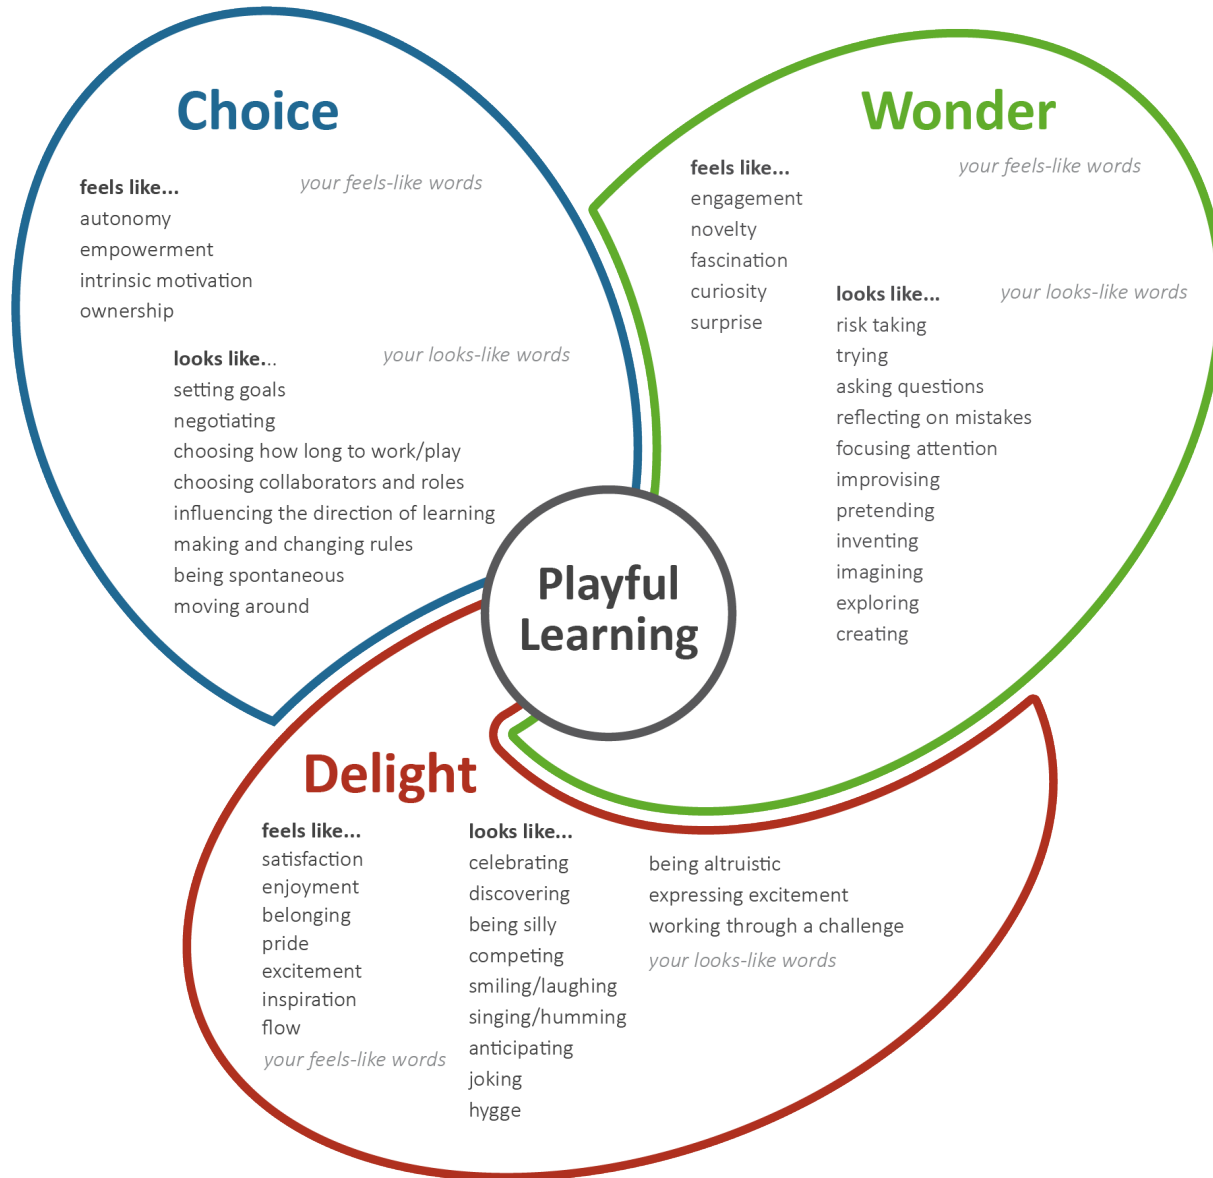 Choice
feels like...
your feels-like words
autonomy
empowerment
intrinsic motivation
ownership
looks like...
your looks-like words
setting goals
negotiating
choosing how long to work/play
choosing collaborators and roles
influencing the direction of learning
making and changing rules
being spontaneous
moving around
Wonder
feels like...
your feels-like words
engagement
novelty
fascination
curiosity
surprise
looks like...
your looks-like words
risk taking
trying
asking questions
reflecting on mistakes
focusing attention
improvising
pretending
inventing
imagining
exploring
creating
Playful
Learning
Delight
feels like...
satisfaction
enjoyment
belonging
pride
excitement
inspiration
flow
your feels-like words
looks like...
celebrating
discovering
being silly
competing
smiling/laughing
singing/humming
anticipating
joking
hygge
being altruistic
expressing excitement
working through a challenge
your looks-like words